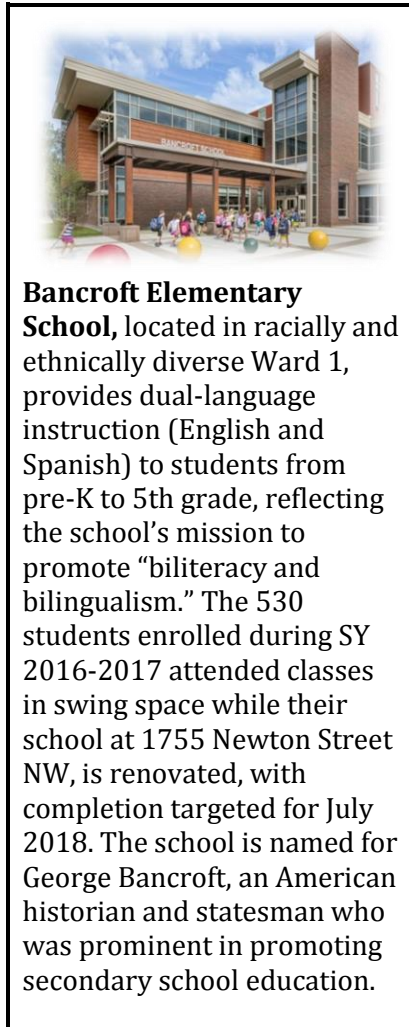 BANCROFT SCHOOL
Bancroft Elementary
School, located in racially and
ethnically diverse Ward 1,
provides dual-language
instruction (English and
Spanish) to students from
pre-K to 5th grade, reflecting
the school’s mission to
promote “biliteracy and
bilingualism.” The 530
students enrolled during SY
2016-2017 attended classes
in swing space while their
school at 1755 Newton Street
NW, is renovated, with
completion targeted for July
2018. The school is named for
George Bancroft, an American
historian and statesman who
was prominent in promoting
secondary school education.